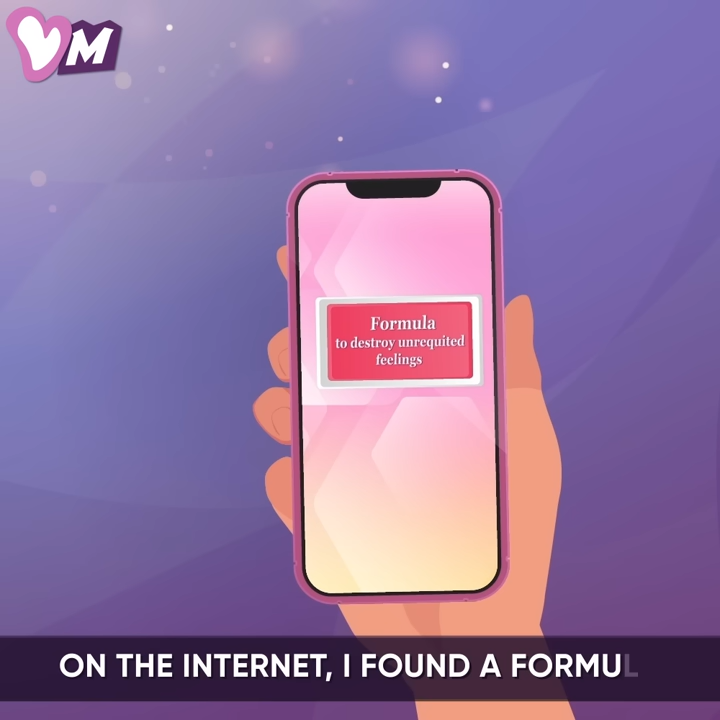 M
Formula
to destroy unrequited
feelings
ON THE INTERNET, I FOUND A FORMUL